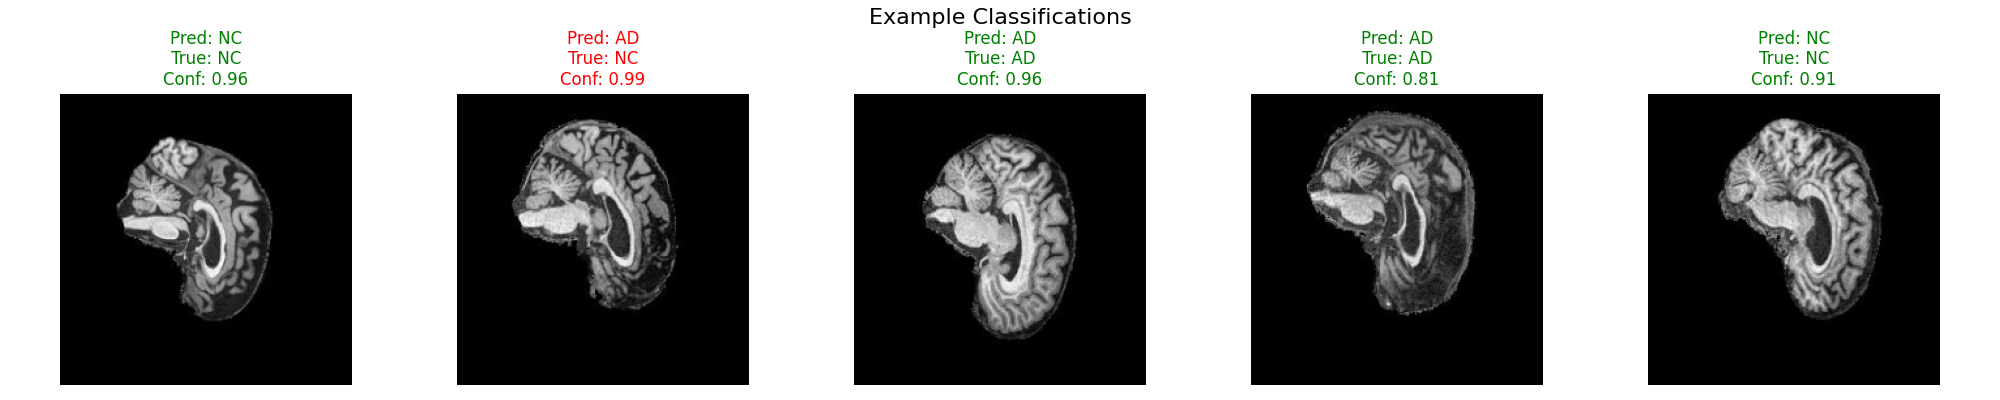 Example Classifications
Pred: NC
True: NC
Conf: 0.96
Pred: AD
True: NC
Conf: 0.99
Pred: AD
True: AD
Conf: 0.96
Pred: AD
True: AD
Conf: 0.81
Pred: NC
True: NC
Conf: 0.91